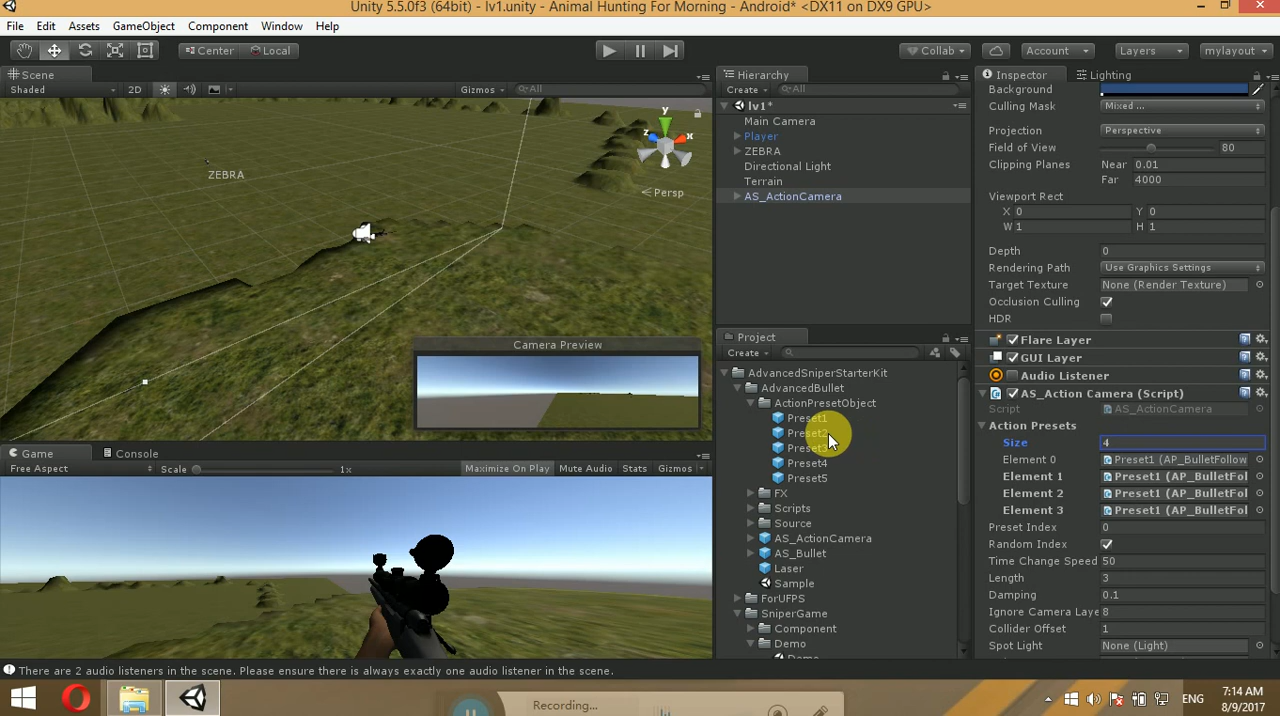 Unity 5.5.0f3 (64bit) - lv1.unity - Animal Hunting For Morning - Android* <DX11 on DX9 GPU>
File Edit Assets GameObject Component Window Help
Center Local Collab Account Layers mylayout
Scene
Shaded 2D Gizmos All
ZEBRA
y
z
x
Persp
Camera Preview
Game Console
Free Aspect Scale 1x Maximize On Play Mute Audio Stats Gizmos
Hierarchy
Create All
lv1*
Main Camera
Player
ZEBRA
Directional Light
Terrain
AS_ActionCamera
Project
Create
AdvancedSniperStarterKit
AdvancedBullet
ActionPresetObject
Preset1
Preset2
Preset3
Preset4
Preset5
FX
Scripts
Source
AS_ActionCamera
AS_Bullet
Laser
Sample
ForUFPS
SniperGame
Component
Demo
Demo
Inspector Lighting
Background
Culling Mask Mixed ...
Projection Perspective
Field of View 80
Clipping Planes Near 0.01
Far 4000
Viewport Rect
X 0 Y 0
W 1 H 1
Depth 0
Rendering Path Use Graphics Settings
Target Texture None (Render Texture)
Occlusion Culling
HDR
Flare Layer
GUI Layer
Audio Listener
AS_Action Camera (Script)
Script AS_ActionCamera
Action Presets
Size 4
Element 0 Preset1 (AP_BulletFollow
Element 1 Preset1 (AP_BulletFol
Element 2 Preset1 (AP_BulletFol
Element 3 Preset1 (AP_BulletFol
Preset Index 0
Random Index
Time Change Speed 50
Length 3
Damping 0.1
Ignore Camera Laye 8
Collider Offset 1
Spot Light None (Light)
There are 2 audio listeners in the scene. Please ensure there is always exactly one audio listener in the scene.
Recording...
ENG
7:14 AM
8/9/2017